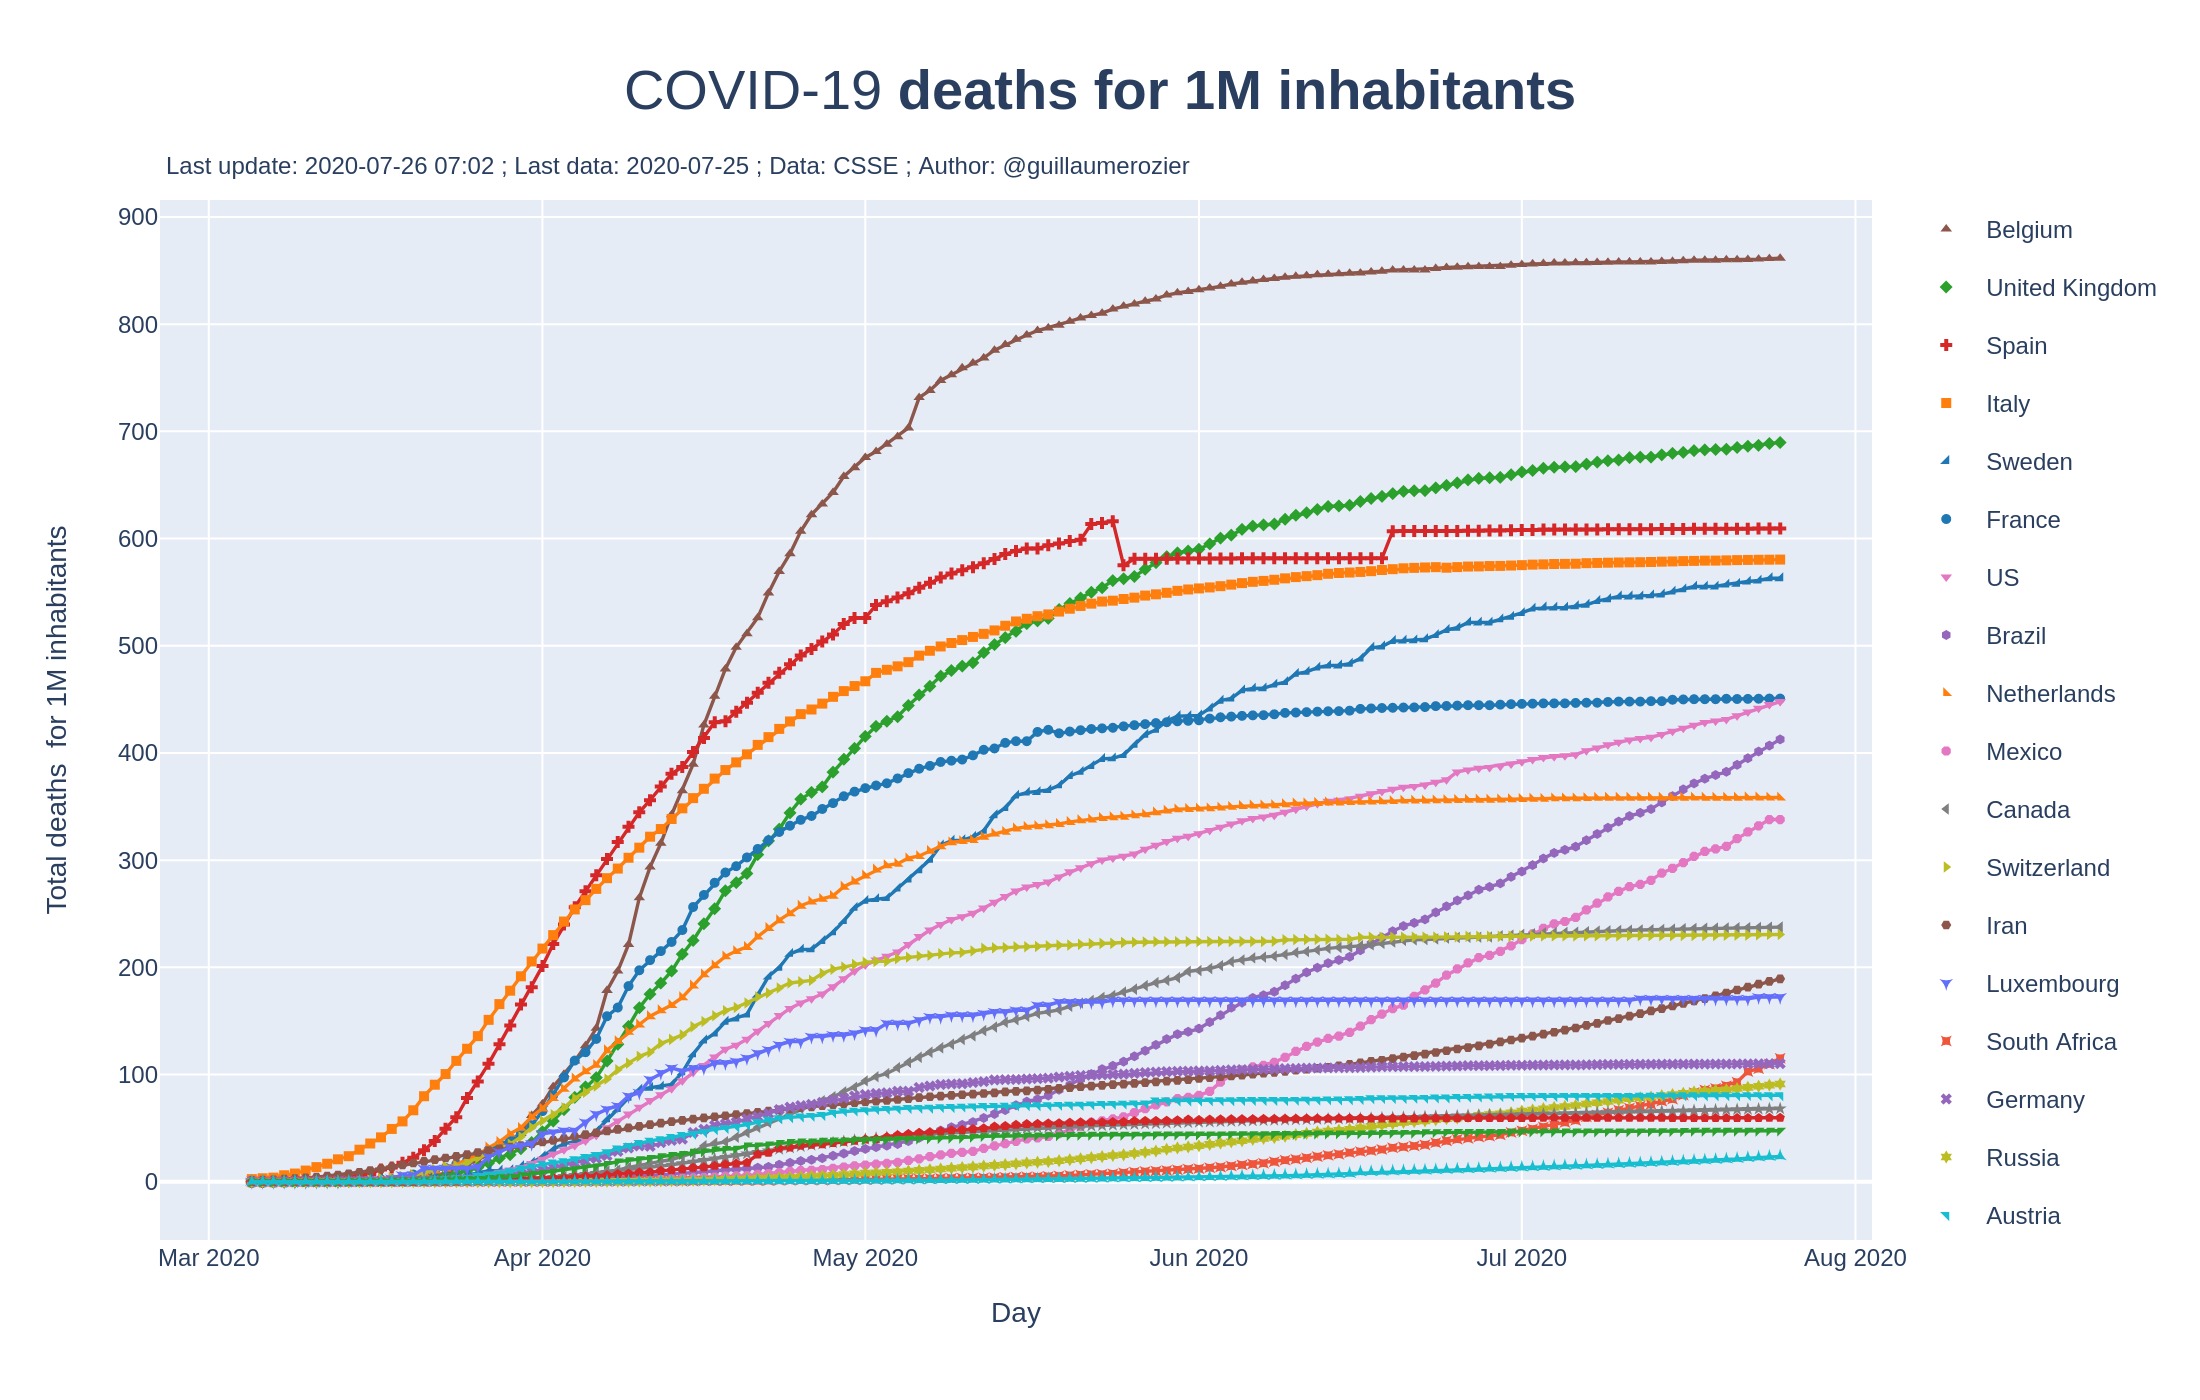 COVID-19 deaths for 1M inhabitants
Last update: 2020-07-26 07:02 ; Last data: 2020-07-25 ; Data: CSSE ; Author: @guillaumerozier
900
800
700
600
500
400
300
200
100
0
Total deaths  for 1M inhabitants
Mar 2020
Apr 2020
May 2020
Jun 2020
Jul 2020
Aug 2020
Day
Belgium
United Kingdom
Spain
Italy
Sweden
France
US
Brazil
Netherlands
Mexico
Canada
Switzerland
Iran
Luxembourg
South Africa
Germany
Russia
Austria